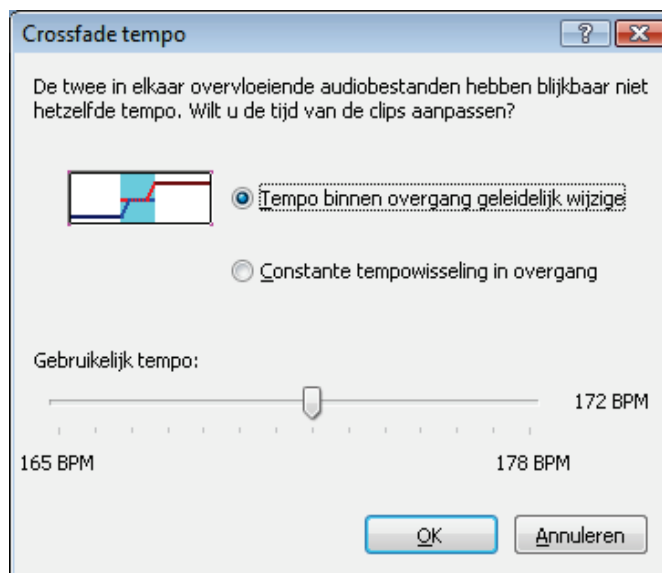 Crossfade tempo
De twee in elkaar overvloeiende audiobestanden hebben blijkbaar niet
hetzelfde tempo. Wilt u de tijd van de clips aanpassen?
Tempo binnen overgang geleidelijk wijzige
Constante tempowisseling in overgang
Gebruikelijk tempo:
172 BPM
165 BPM
178 BPM
OK
Annuleren